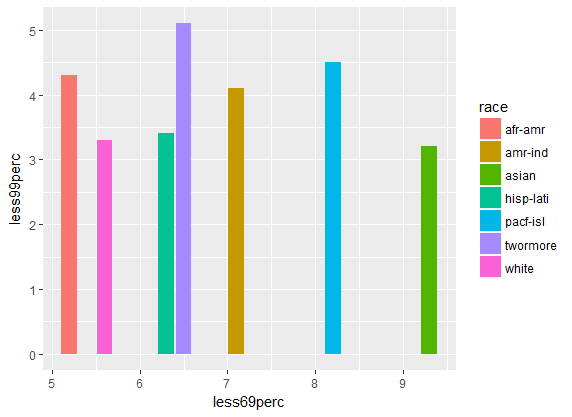 less99perc
5
4
3
2
1
0
5 6 7 8 9
less69perc
race
afr-amr
amr-ind
asian
hisp-lati
pacf-isl
twormore
white